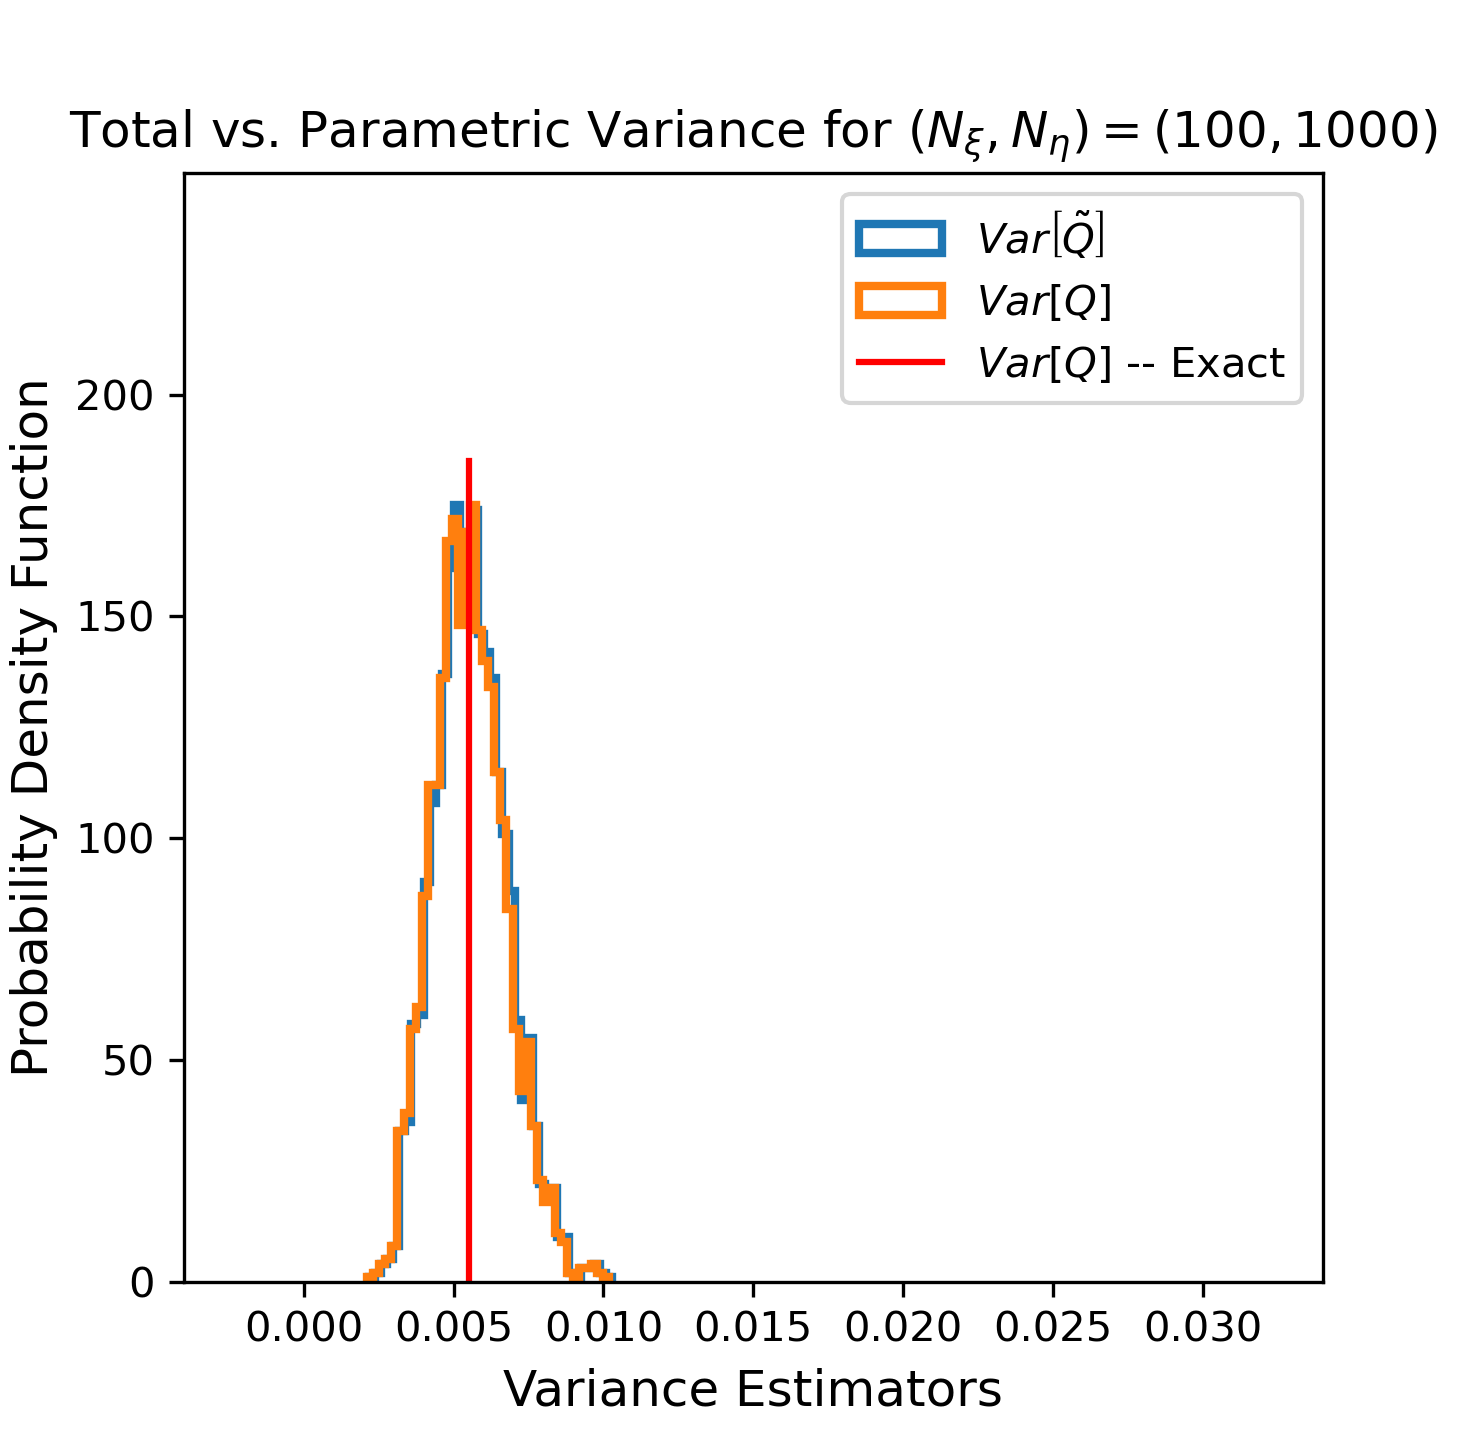 Total vs. Parametric Variance for (N_ξ, N_η) = (100, 1000)
Var[Q̃]
Var[Q]
Var[Q] -- Exact
Probability Density Function
200
150
100
50
0
0.000 0.005 0.010 0.015 0.020 0.025 0.030
Variance Estimators